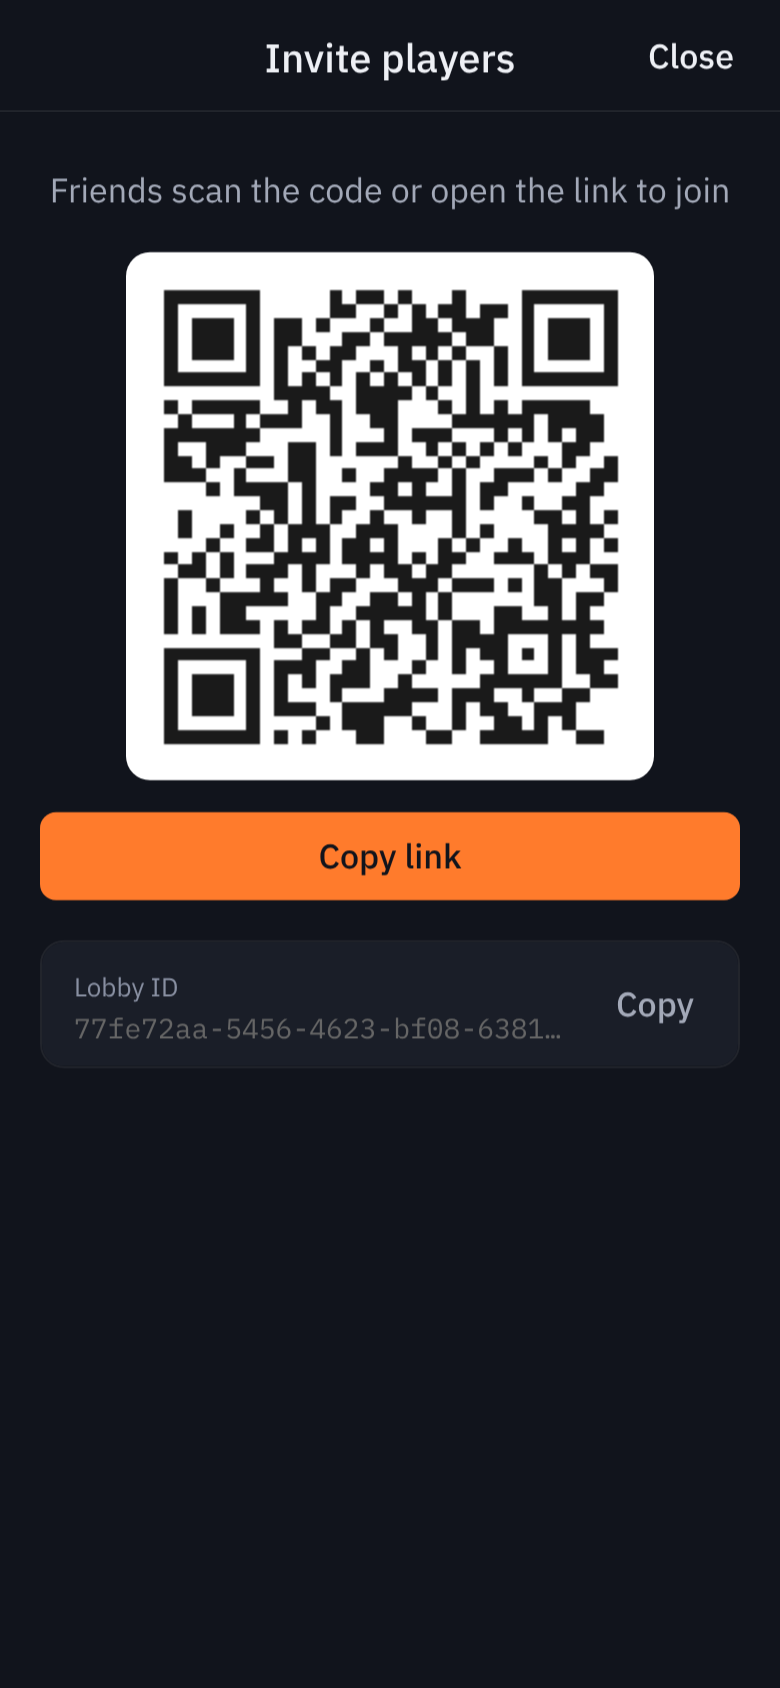 Invite players
Close
Friends scan the code or open the link to join
Copy link
Lobby ID
77fe72aa-5456-4623-bf08-6381…
Copy